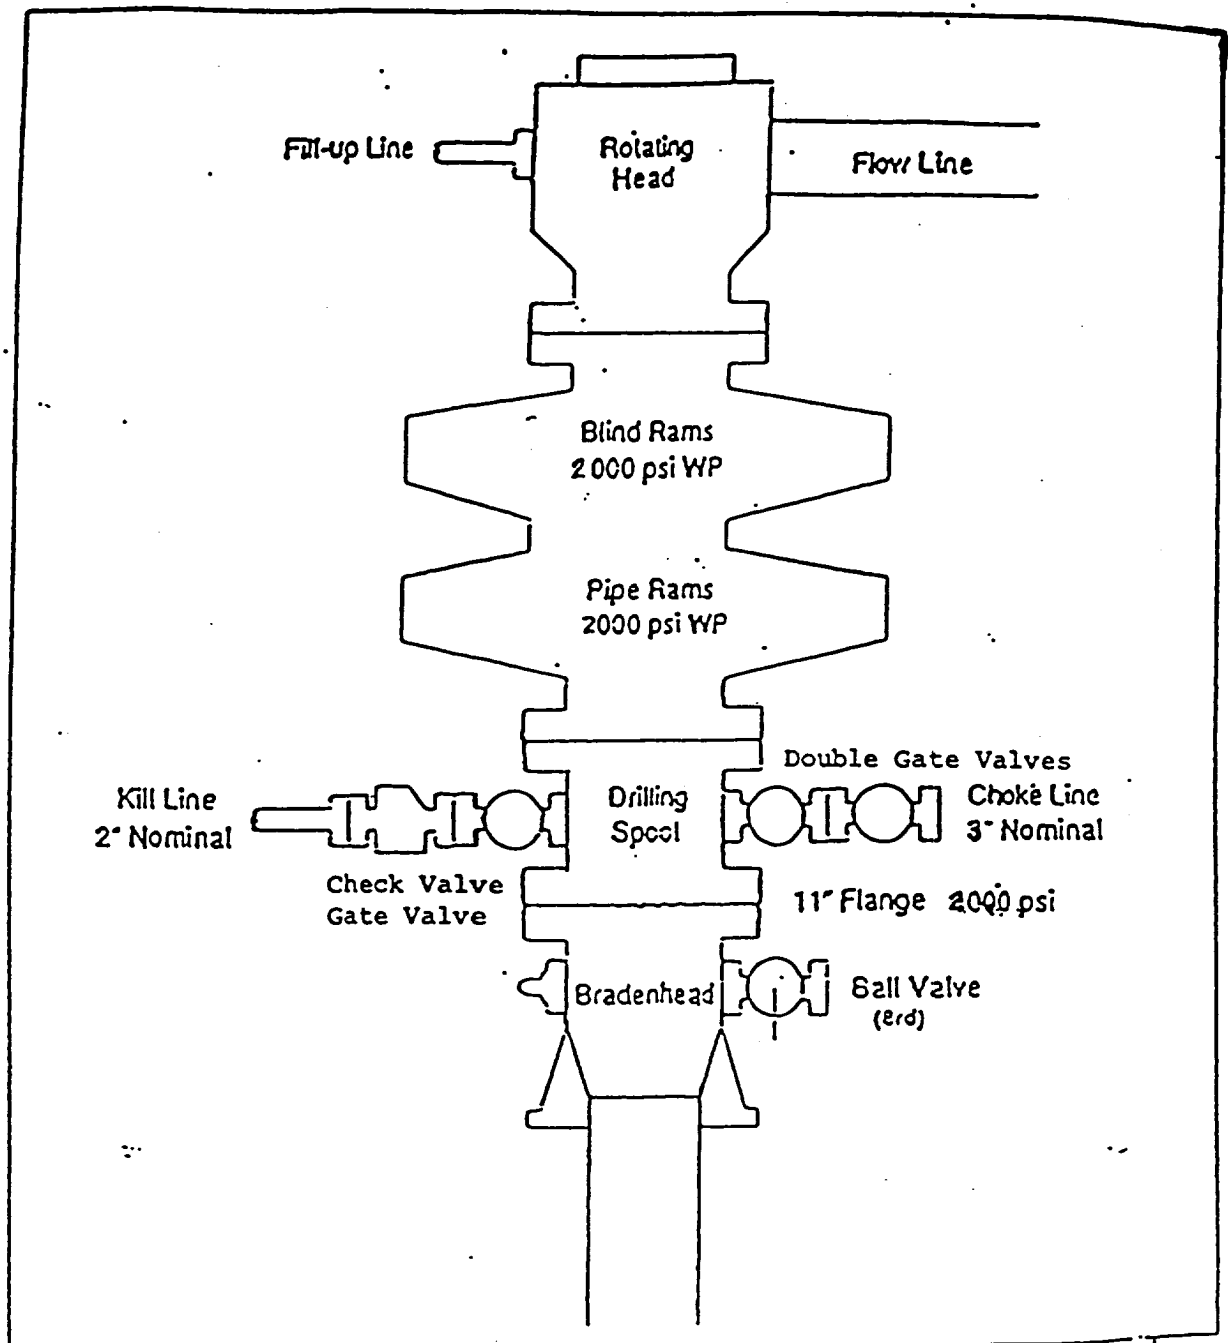 Fill-up Line
Rotating
Head
Flow Line
Blind Rams
2000 psi WP
Pipe Rams
2000 psi WP
Double Gate Valves
Kill Line
2" Nominal
Drilling
Spool
Choke Line
3" Nominal
Check Valve
Gate Valve
11" Flange 2000 psi
Bradenhead
Ball Valve